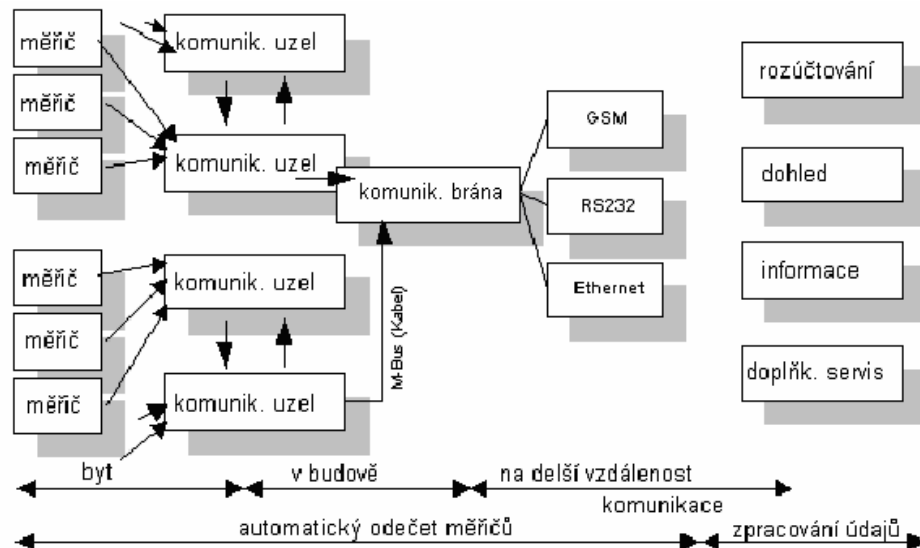 měřič
měřič
měřič
komunik. uzel
komunik. uzel
komunik. brána
GSM
RS232
Ethernet
rozúčtování
dohled
informace
doplňk. servis
měřič
měřič
měřič
komunik. uzel
komunik. uzel
M-Bus (Kabel)
byt
v budově
na delší vzdálenost
komunikace
automatický odečet měřičů
zpracování údajů